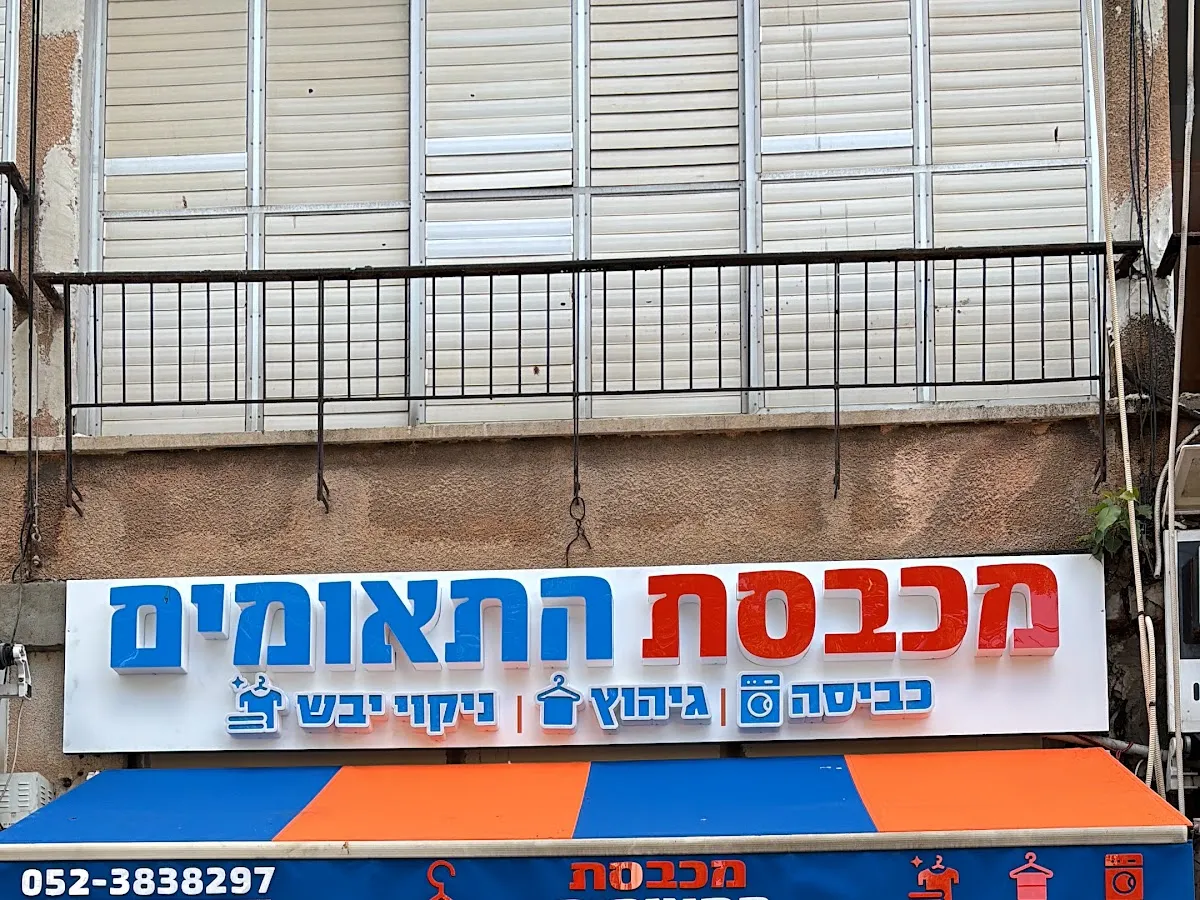 מכבסת התאומים
כביסה | גיהוץ | ניקוי יבש
052-3838297
מכבסת